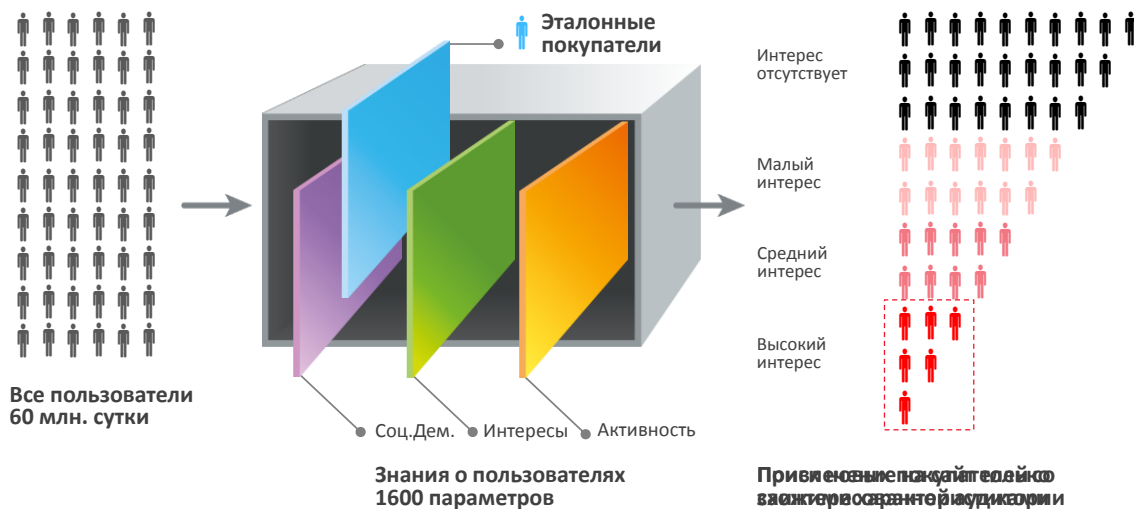 Эталонные
покупатели
Интерес
отсутствует
Малый
интерес
Средний
интерес
Высокий
интерес
Все пользователи
60 млн. сутки
Соц.Дем.
Интересы
Активность
Знания о пользователях
1600 параметров